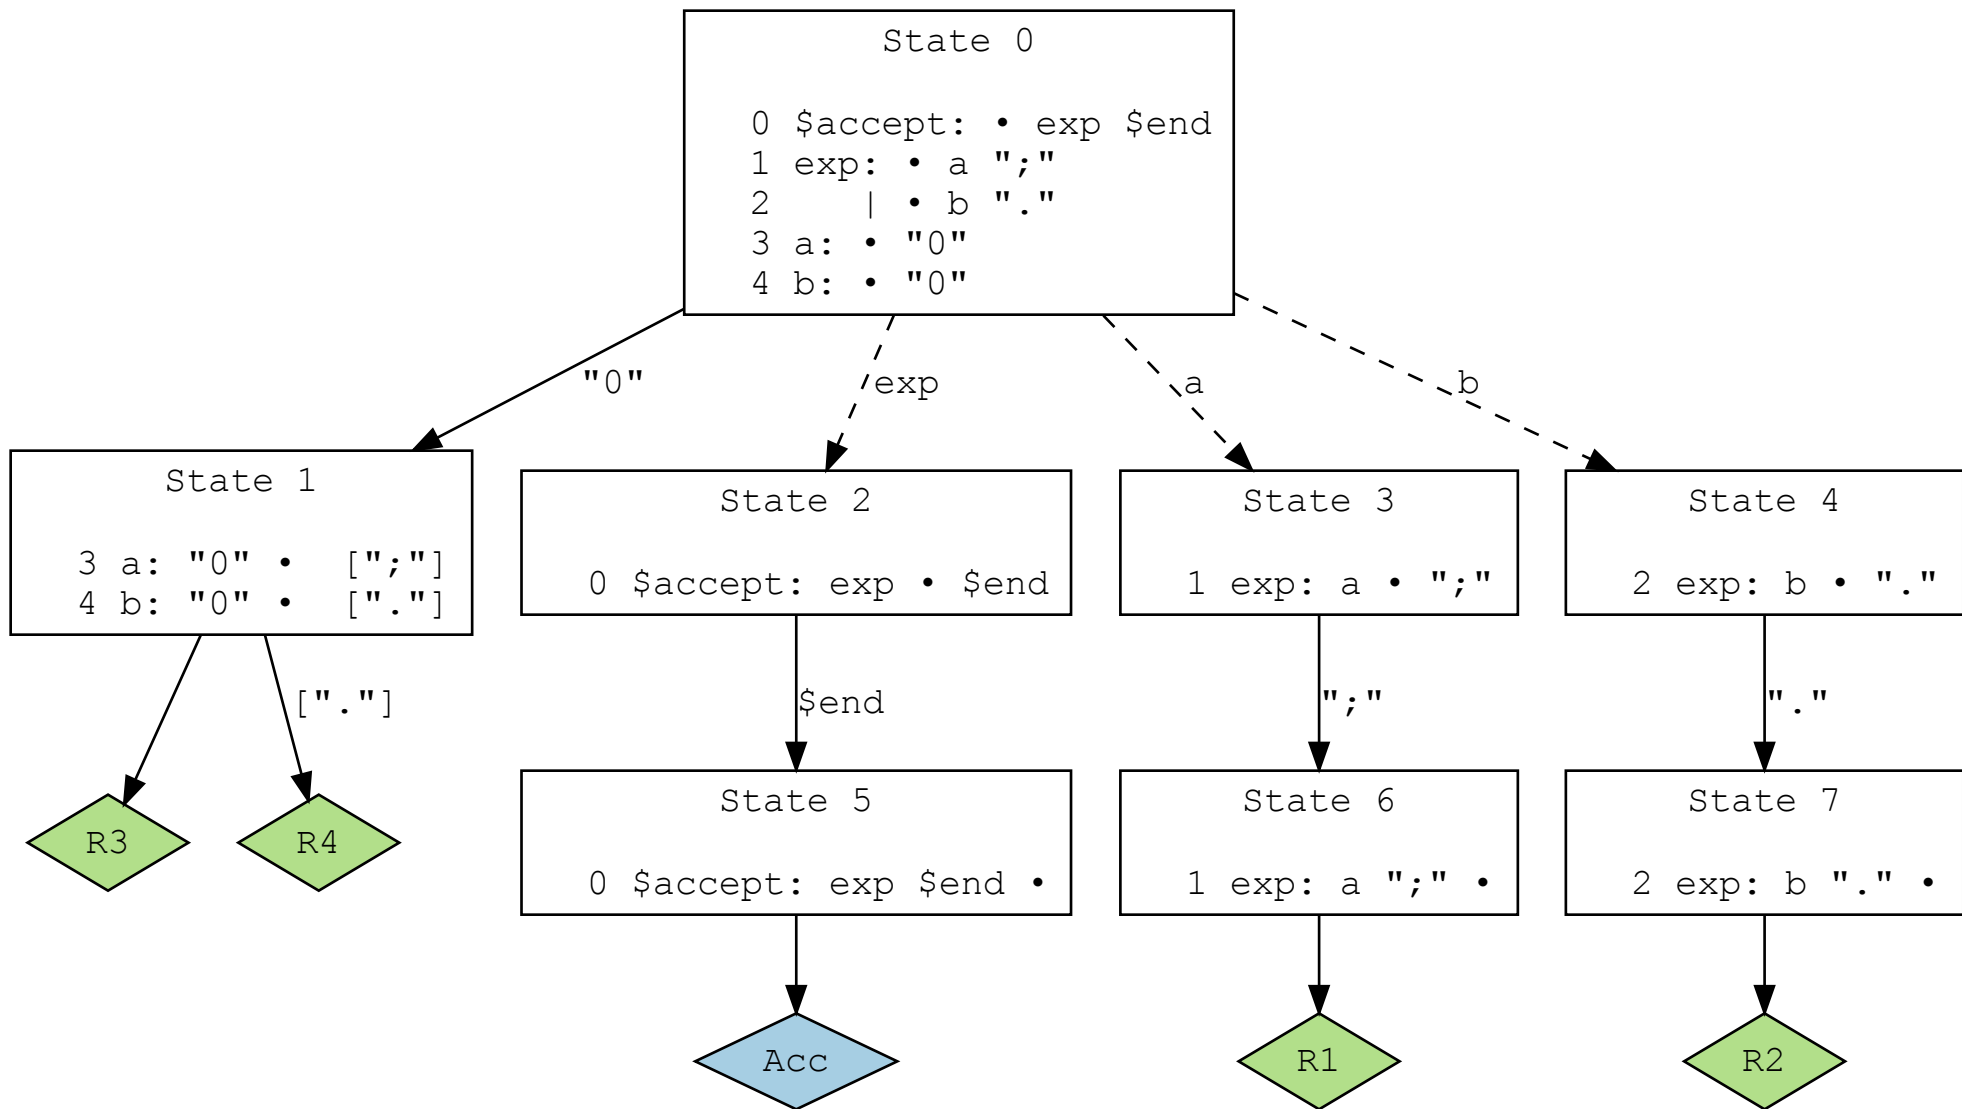 State 0
0 $accept: • exp $end
1 exp: • a ";"
2    | • b "."
3 a: • "0"
4 b: • "0"
"0"
exp
a
b
State 1
3 a: "0" •  [";"]
4 b: "0" •  ["."]
State 2
0 $accept: exp • $end
State 3
1 exp: a • ";"
State 4
2 exp: b • "."
["."]
$end
";"
"."
R3
R4
State 5
0 $accept: exp $end •
State 6
1 exp: a ";" •
State 7
2 exp: b "." •
Acc
R1
R2